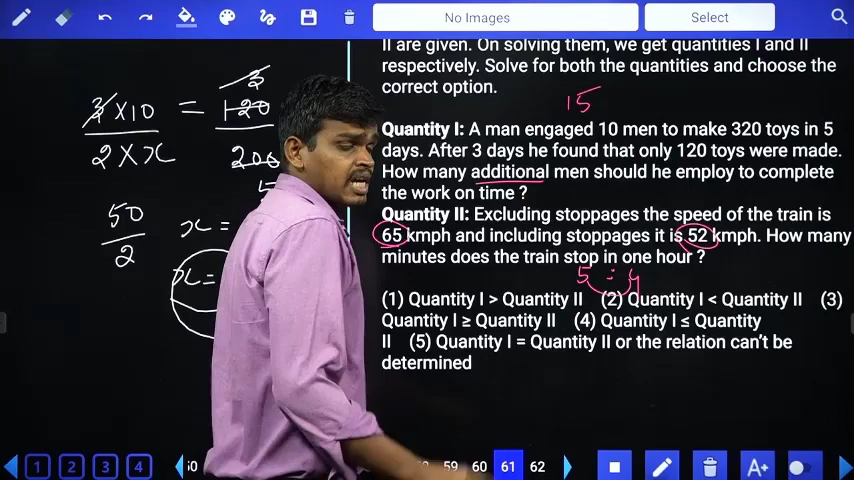 No Images
Select
II are given. On solving them, we get quantities I and II
respectively. Solve for both the quantities and choose the
correct option.
15
Quantity I: A man engaged 10 men to make 320 toys in 5
days. After 3 days he found that only 120 toys were made.
How many additional men should he employ to complete
the work on time ?
Quantity II: Excluding stoppages the speed of the train is
65 kmph and including stoppages it is 52 kmph. How many
minutes does the train stop in one hour ?
5 : 4
(1) Quantity I > Quantity II (2) Quantity I < Quantity II (3)
Quantity I ≥ Quantity II (4) Quantity I ≤ Quantity
II (5) Quantity I = Quantity II or the relation can't be
determined
3
3 X10 = 120
2 X x 200
5
50 x =
2
x =
1 2 3 4 50 59 60 61 62 A+